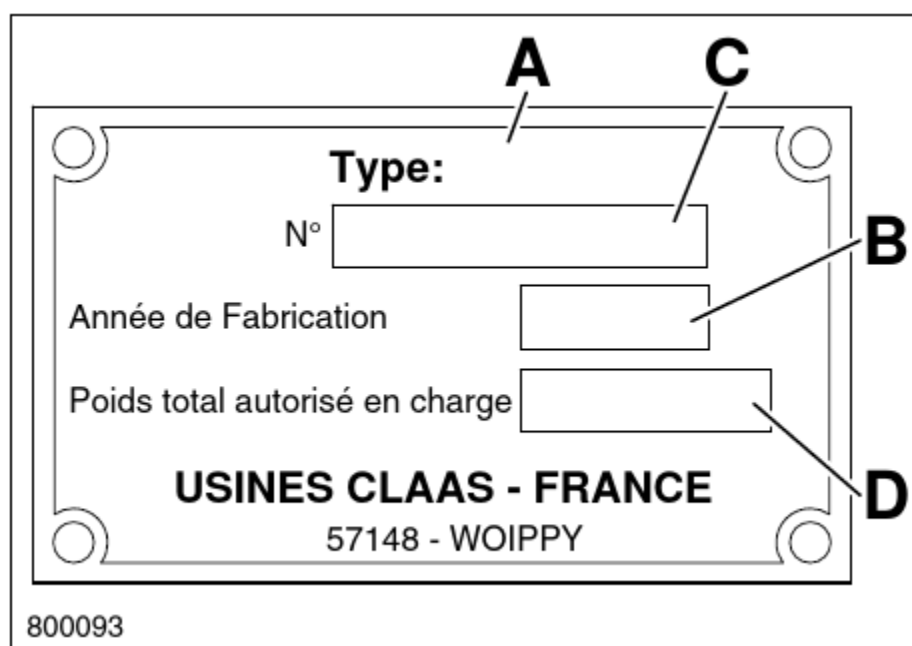 A C
Type:
N°
B
Année de Fabrication
Poids total autorisé en charge
D
USINES CLAAS - FRANCE
57148 - WOIPPY
800093